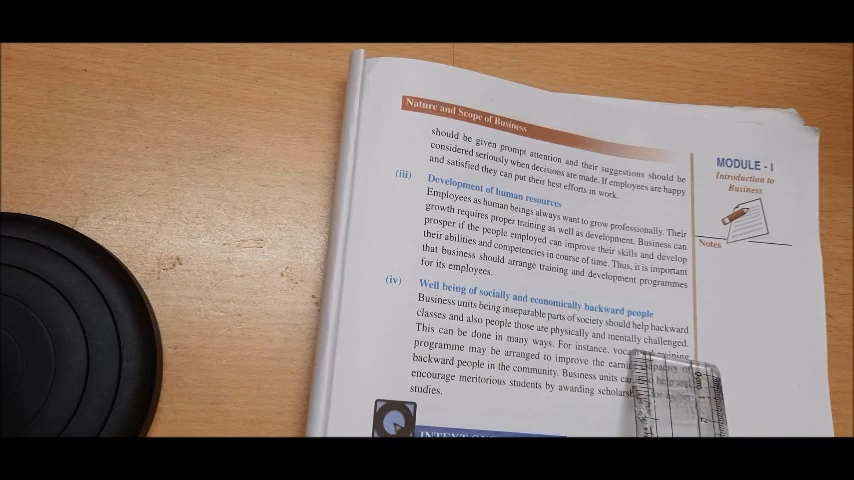 Nature and Scope of Business
should be given prompt attention and their suggestions should be
considered seriously when decisions are made. If employees are happy
and satisfied they can put their best efforts in work.
(iii) Development of human resources
Employees as human beings always want to grow professionally. Their
growth requires proper training as well as development. Business can
prosper if the people employed can improve their skills and develop
their abilities and competencies in course of time. Thus, it is important
that business should arrange training and development programmes
for its employees.
(iv) Well being of socially and economically backward people
Business units being inseparable parts of society should help backward
classes and also people those are physically and mentally challenged.
This can be done in many ways. For instance, vocational training
programme may be arranged to improve the earning capacity of
backward people in the community. Business units can
encourage meritorious students by awarding
studies.
MODULE - I
Introduction to
Business
Notes